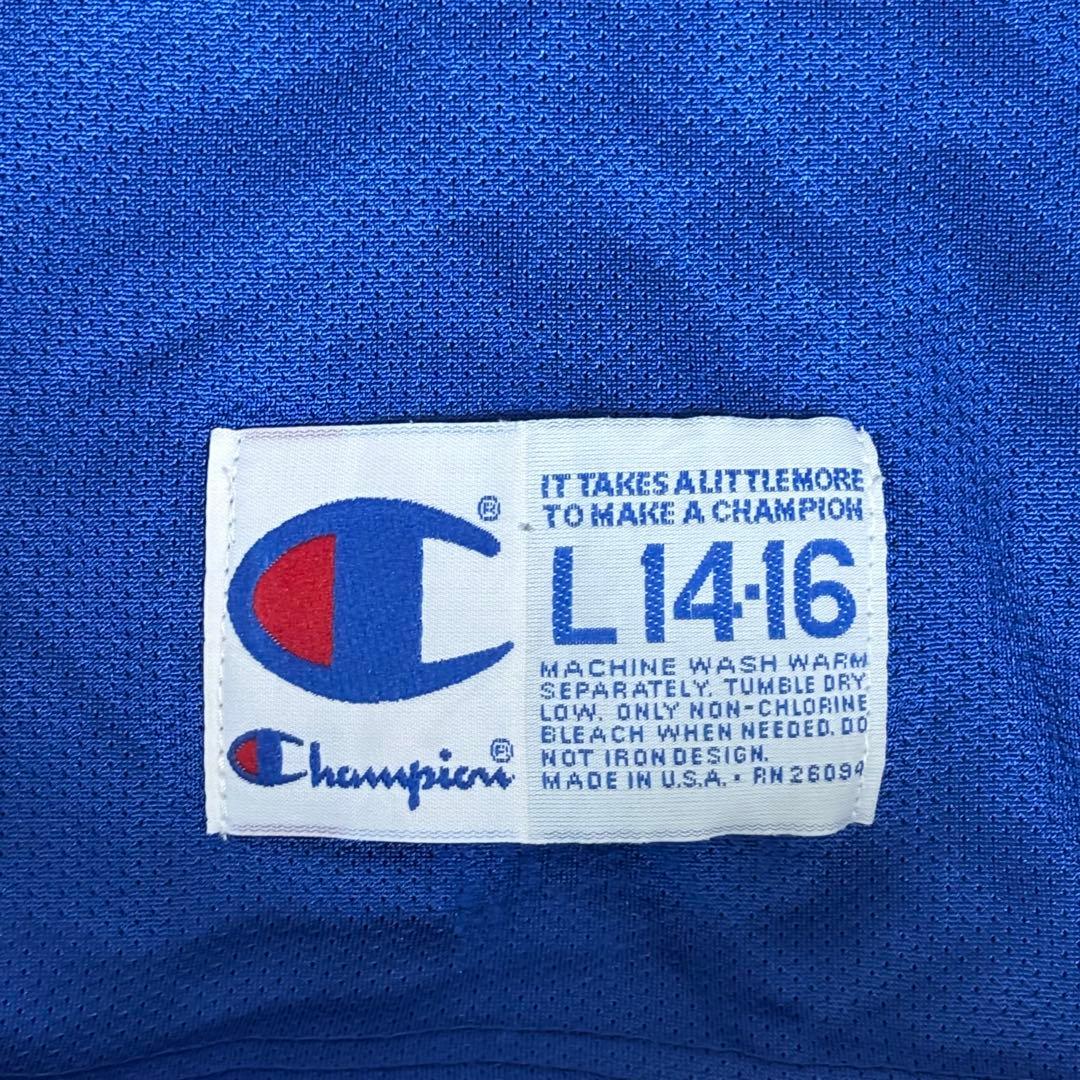 IT TAKES A LITTLE MORE
TO MAKE A CHAMPION
L 14-16
MACHINE WASH WARM
SEPARATELY. TUMBLE DRY
LOW. ONLY NON-CHLORINE
BLEACH WHEN NEEDED. DO
NOT IRON DESIGN.
MADE IN U.S.A. • RN 26094
C®
Champion®